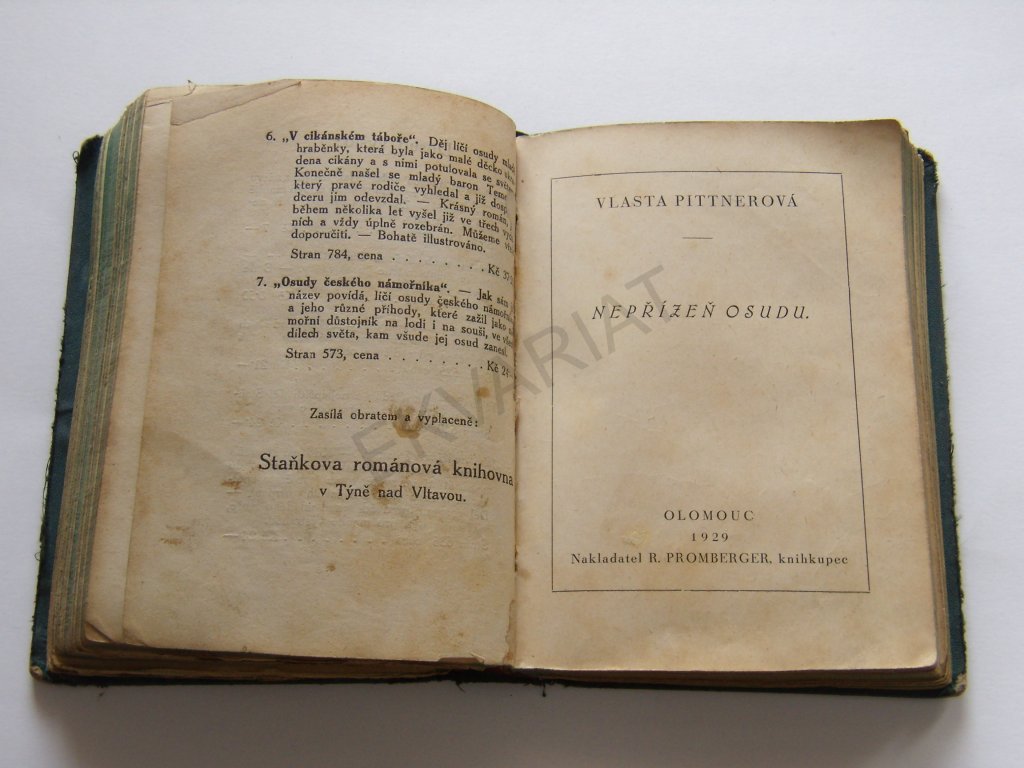 6. „V cikánském táboře“. Děj líčí osudy
hraběnky, která byla jako malé děcko
dena cikány a s nimi potulovala se
Konečně našel se mladý baron
který pravé rodiče vyhledal a již
dceru jim odevzdal. — Krásný román,
během několika let vyšel již ve třech
ních a vždy úplně rozebrán. Můžeme
doporučiti. — Bohatě illustrováno.
Stran 784, cena . . . . . . . . Kč
7. „Osudy českého námořníka“. — Jak
název povídá, líčí osudy českého
a jeho různé příhody, které zažil jako
mořní důstojník na lodi i na souši, ve
dílech světa, kam všude jej osud zanesl.
Stran 573, cena . . . . . . . . Kč
Zasílá obratem a vyplaceně:
Staňkova románová knihovna
v Týně nad Vltavou.
VLASTA PITTNEROVÁ
NEPŘÍZEŇ OSUDU.
OLOMOUC
1929
Nakladatel R. PROMBERGER, knihkupec
EKVARIAT